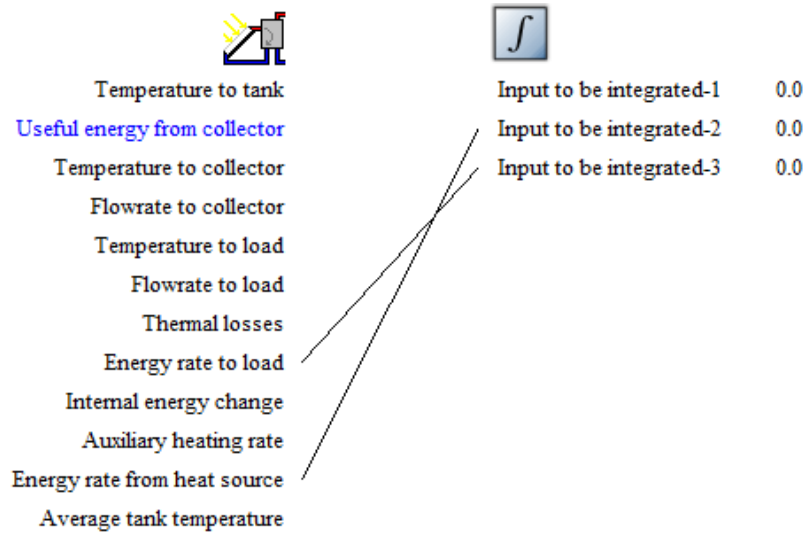 ∫
Temperature to tank
Useful energy from collector
Temperature to collector
Flowrate to collector
Temperature to load
Flowrate to load
Thermal losses
Energy rate to load
Internal energy change
Auxiliary heating rate
Energy rate from heat source
Average tank temperature
Input to be integrated-1 0.0
Input to be integrated-2 0.0
Input to be integrated-3 0.0